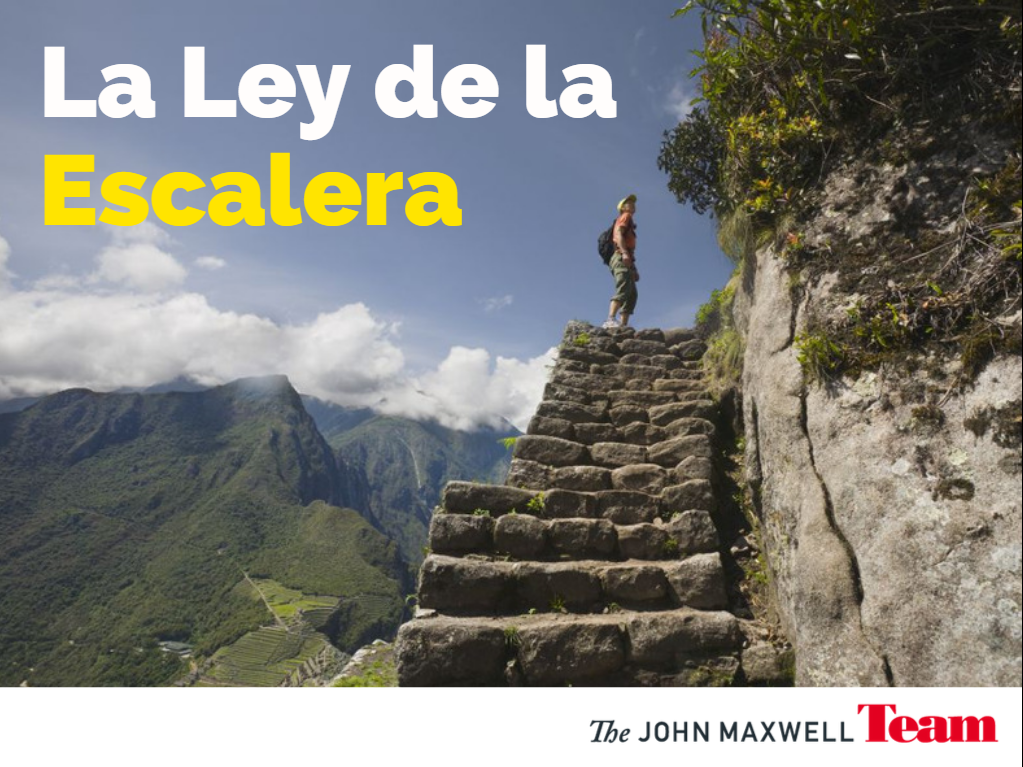 La Ley de la
Escalera
The JOHN MAXWELL Team